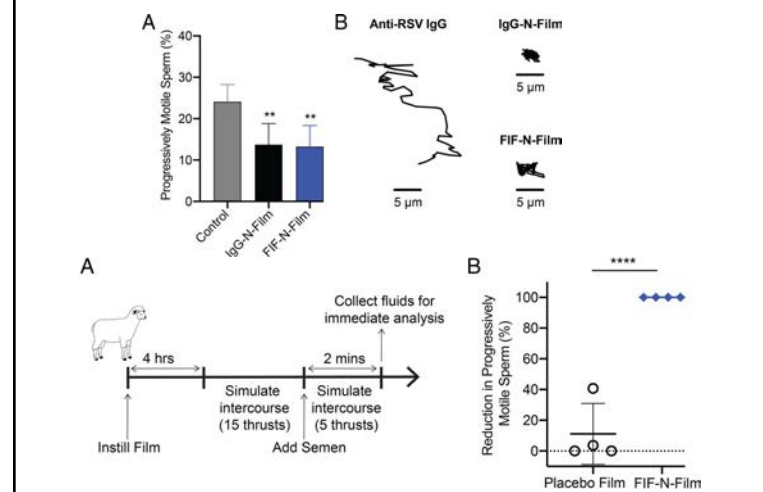 A
Progressively Motile Sperm (%)
40
30
20
10
0
**
**
Control
IgG-N-Film
FIF-N-Film
B
Anti-RSV IgG
5 µm
IgG-N-Film
5 µm
FIF-N-Film
5 µm
A
4 hrs
Simulate
intercourse
(15 thrusts)
Collect fluids for
immediate analysis
2 mins
Simulate
intercourse
(5 thrusts)
Instill Film
Add Semen
B
Reduction in Progressively
Motile Sperm (%)
100
80
60
40
20
0
****
Placebo Film
FIF-N-Film